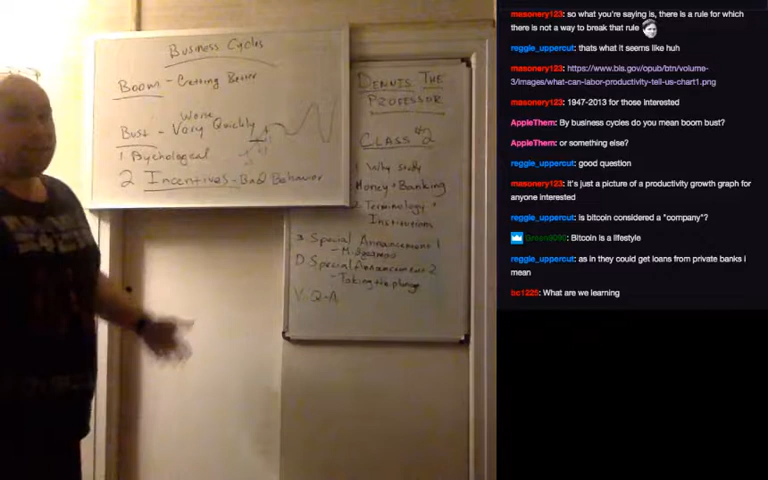 Business Cycles
Boom - Getting Better
Worse
Bust - Very Quickly
1 Psychological
2 Incentives - Bad Behavior
DENNIS THE
PROFESSOR
CLASS #2
Why Study
Money + Banking
Terminology +
Institutions
Special Announcement 1
D. Special Announcement 2
- Taking the plunge
V. Q-A
masonery123: so what you're saying is, there is a rule for which
there is not a way to break that rule
reggie_uppercut: thats what it seems like huh
masonery123: https://www.bls.gov/opub/btn/volume-
3/images/what-can-labor-productivity-tell-us-chart1.png
masonery123: 1947-2013 for those interested
AppleThem: By business cycles do you mean boom bust?
AppleThem: or something else?
reggie_uppercut: good question
masonery123: It's just a picture of a productivity growth graph for
anyone interested
reggie_uppercut: is bitcoin considered a "company"?
Bitcoin is a lifestyle
reggie_uppercut: as in they could get loans from private banks i
mean
bc1225: What are we learning